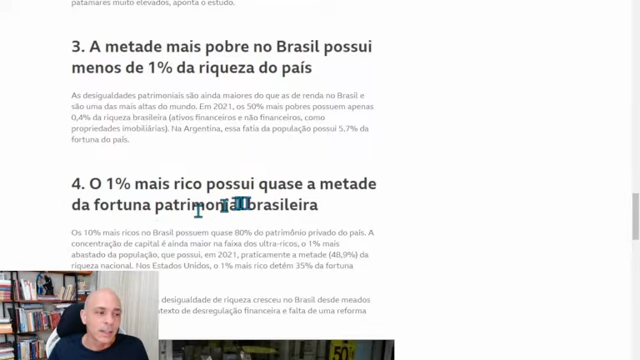 patamares muito elevados, aponta o estudo.
3. A metade mais pobre no Brasil possui
menos de 1% da riqueza do país
As desigualdades patrimoniais são ainda maiores do que as de renda no Brasil e
são uma das mais altas do mundo. Em 2021, os 50% mais pobres possuem apenas
0,4% da riqueza brasileira (ativos financeiros e não financeiros, como
propriedades imobiliárias). Na Argentina, essa fatia da população possui 5,7% da
fortuna do país.
4. O 1% mais rico possui quase a metade
da fortuna patrimonial brasileira
Os 10% mais ricos no Brasil possuem quase 80% do patrimônio privado do país. A
concentração de capital é ainda maior na faixa dos ultra-ricos, o 1% mais
abastado da população, que possui, em 2021, praticamente a metade (48,9%) da
riqueza nacional. Nos Estados Unidos, o 1% mais rico detém 35% da fortuna
desigualdade de riqueza cresceu no Brasil desde meados
texto de desregulação financeira e falta de uma reforma
50